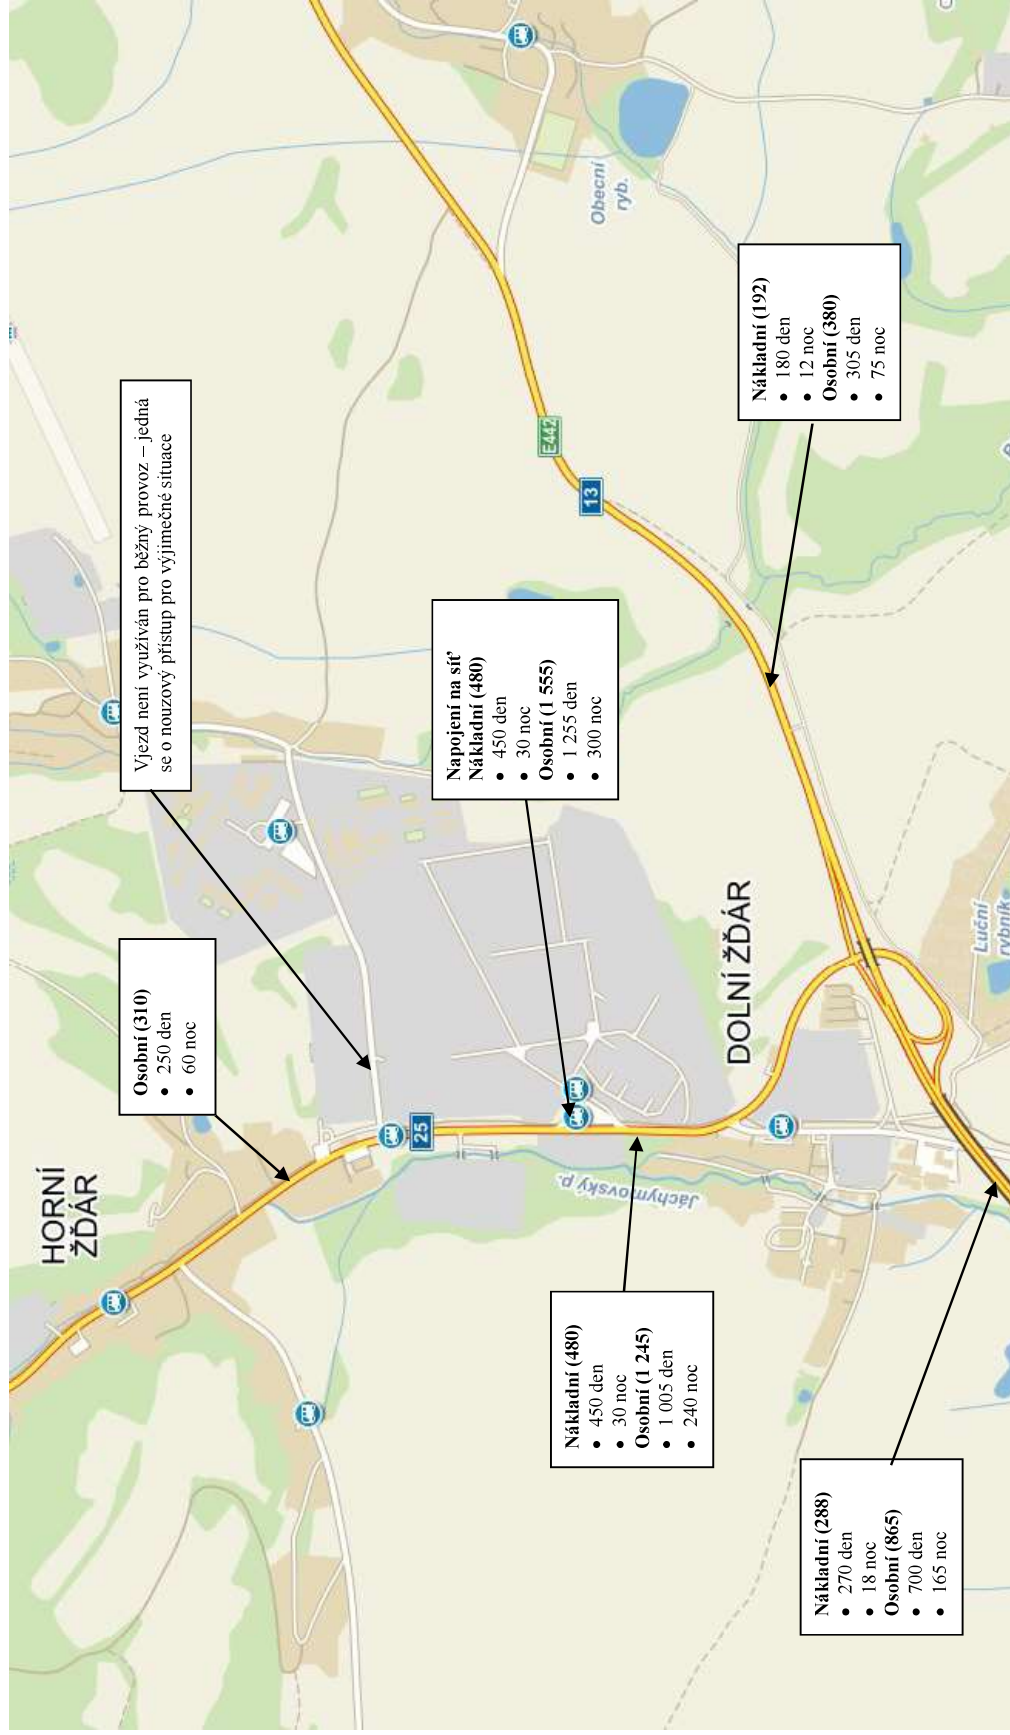 HORNÍ
ŽĎÁR
Osobní (310)
• 250 den
• 60 noc
Vjezd není využíván pro běžný provoz – jedná
se o nouzový přístup pro výjimečné situace
25
Napojení na síť
Nákladní (480)
• 450 den
• 30 noc
Osobní (1 555)
• 1 255 den
• 300 noc
E442
13
Jáchymovský p.
Nákladní (480)
• 450 den
• 30 noc
Osobní (1 245)
• 1 005 den
• 240 noc
Obecní
ryb.
DOLNÍ ŽĎÁR
Nákladní (192)
• 180 den
• 12 noc
Osobní (380)
• 305 den
• 75 noc
Nákladní (288)
• 270 den
• 18 noc
Osobní (865)
• 700 den
• 165 noc
Luční